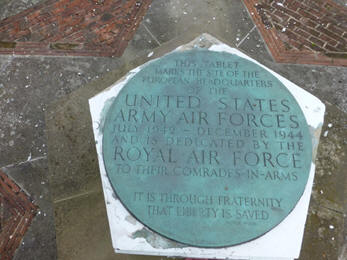 THIS TABLET
MARKS THE SITE OF THE
EUROPEAN HEADQUARTERS
OF THE
UNITED STATES
ARMY AIR FORCES
JULY 1942 – DECEMBER 1944
AND IS DEDICATED BY THE
ROYAL AIR FORCE
TO THEIR COMRADES-IN-ARMS
IT IS THROUGH FRATERNITY
THAT LIBERTY IS SAVED